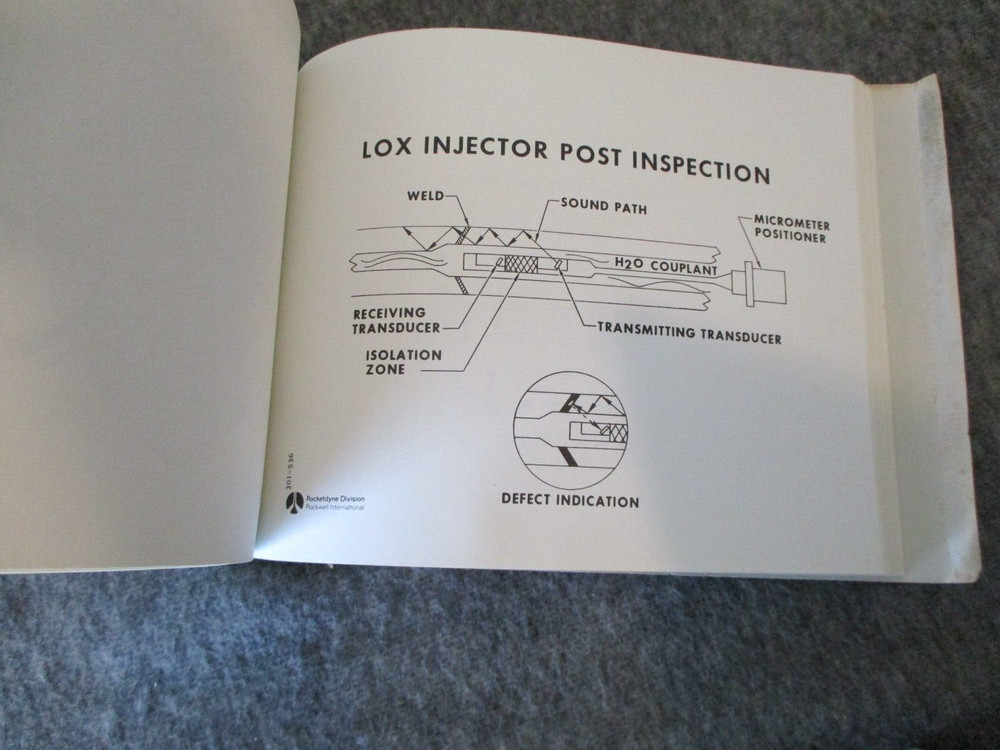 LOX INJECTOR POST INSPECTION
WELD
SOUND PATH
MICROMETER
POSITIONER
H2O COUPLANT
RECEIVING
TRANSDUCER
TRANSMITTING TRANSDUCER
ISOLATION
ZONE
DEFECT INDICATION
301-536
Rocketdyne Division
Rockwell International